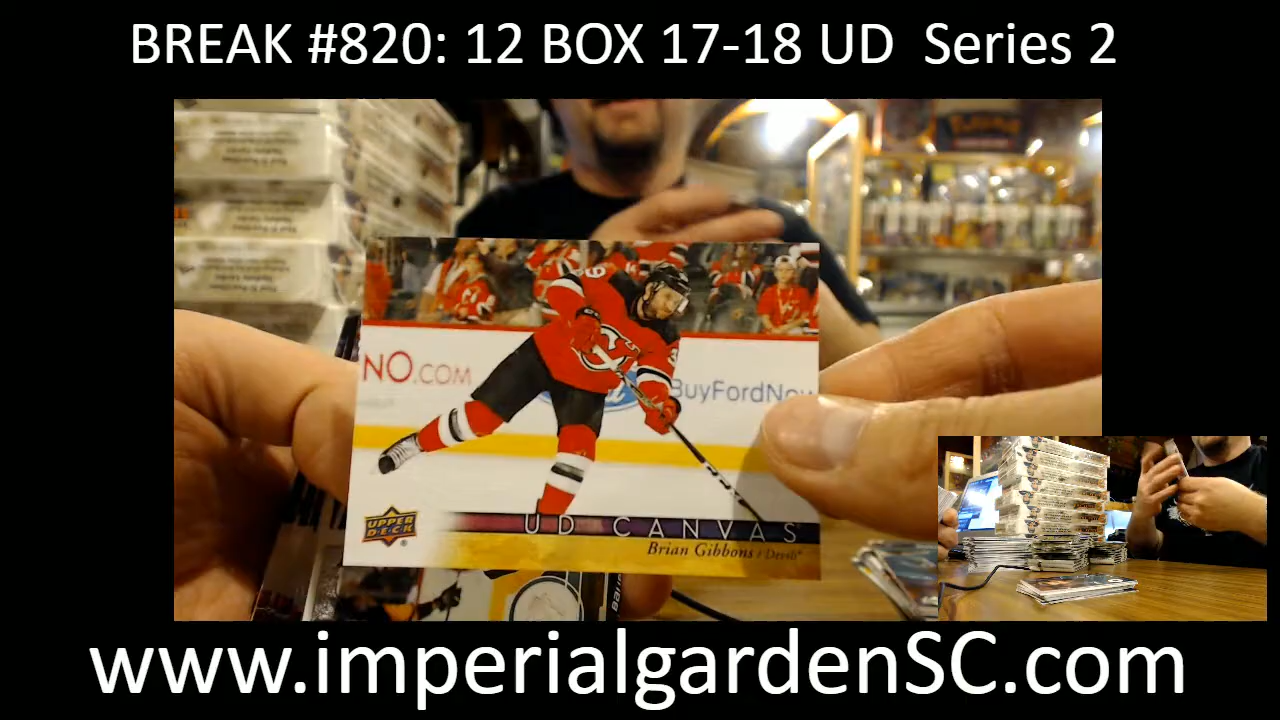 BREAK #820: 12 BOX 17-18 UD Series 2
NO.COM
BuyFordNow
UPPER
DECK
UD CANVAS
Brian Gibbons / Devils
www.imperialgardenSC.com